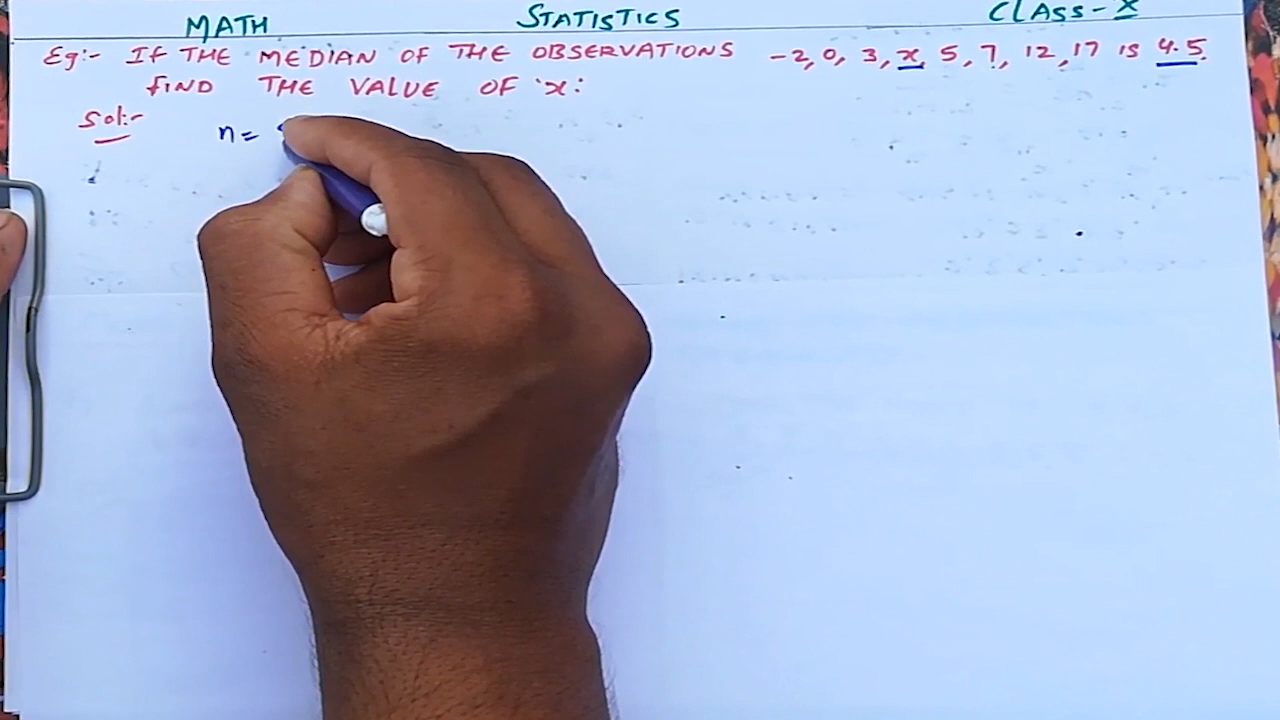 MATH STATISTICS CLASS-X
Eg:- IF THE MEDIAN OF THE OBSERVATIONS -2, 0, 3, x, 5, 7, 12, 17 is 4.5.
FIND THE VALUE OF 'x:
Sol:- n=